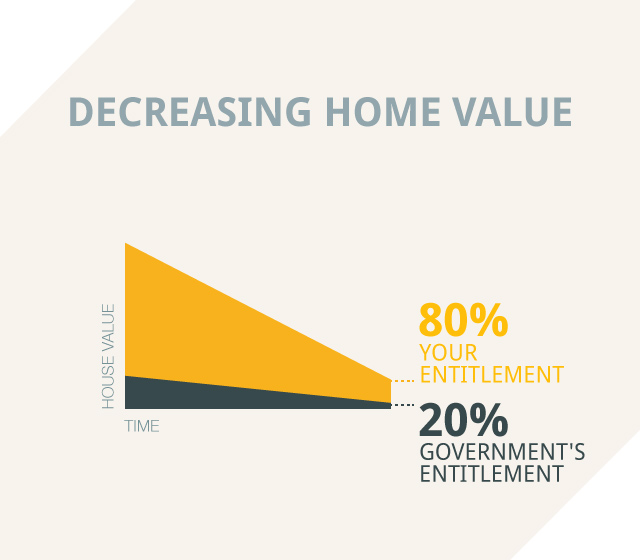 DECREASING HOME VALUE
HOUSE VALUE
TIME
80%
YOUR
ENTITLEMENT
20%
GOVERNMENT'S
ENTITLEMENT